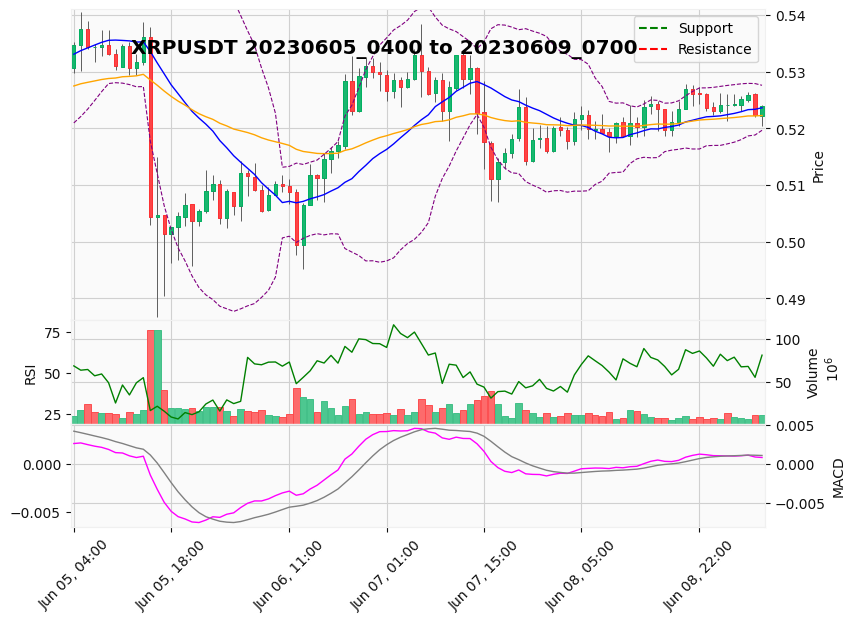 XRPUSDT 20230605_0400 to 20230609_0700
Support
Resistance
0.54
0.53
0.52
0.51
0.50
0.49
Price
75
50
25
RSI
100
50
Volume
10^6
0.000
−0.005
0.005
0.000
−0.005
MACD
Jun 05, 04:00
Jun 05, 18:00
Jun 06, 11:00
Jun 07, 01:00
Jun 07, 15:00
Jun 08, 05:00
Jun 08, 22:00